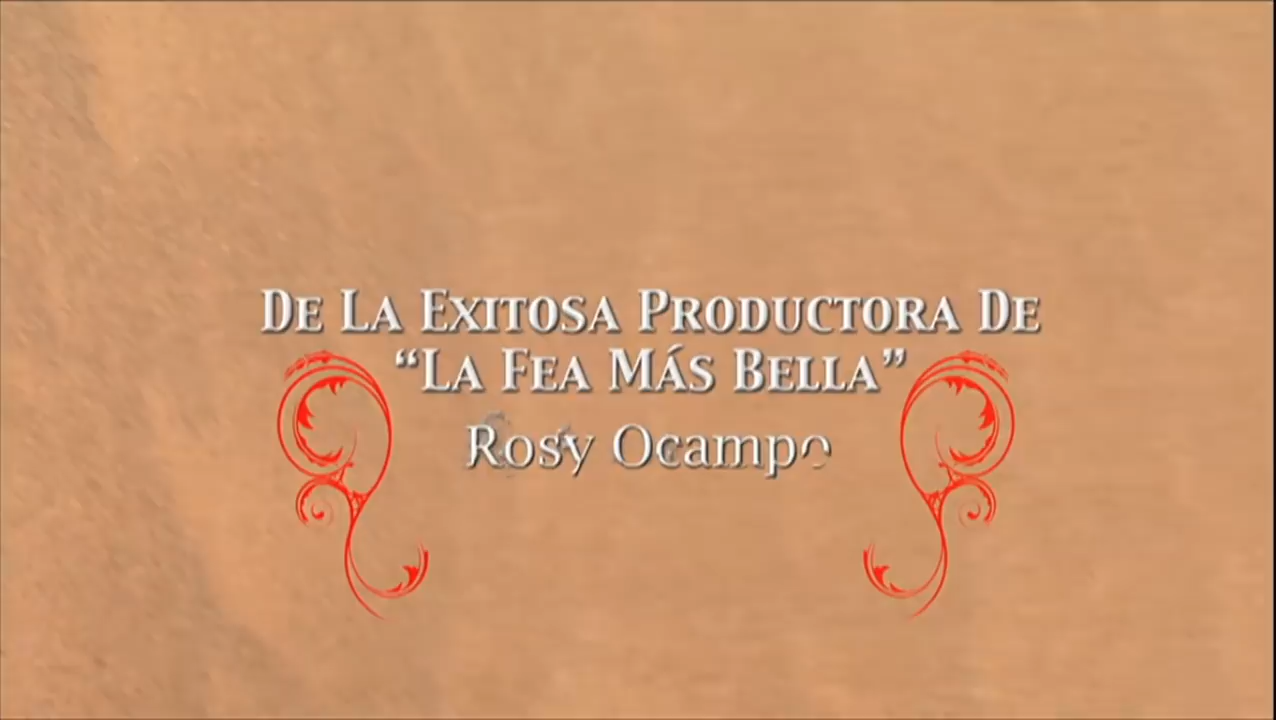 DE LA EXITOSA PRODUCTORA DE
“LA FEA MÁS BELLA”
Rosy Ocampo